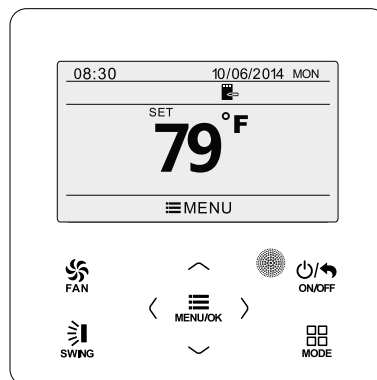 08:30 10/06/2014 MON
SET
79°F
MENU
FAN
ON/OFF
MENU/OK
SWING
MODE